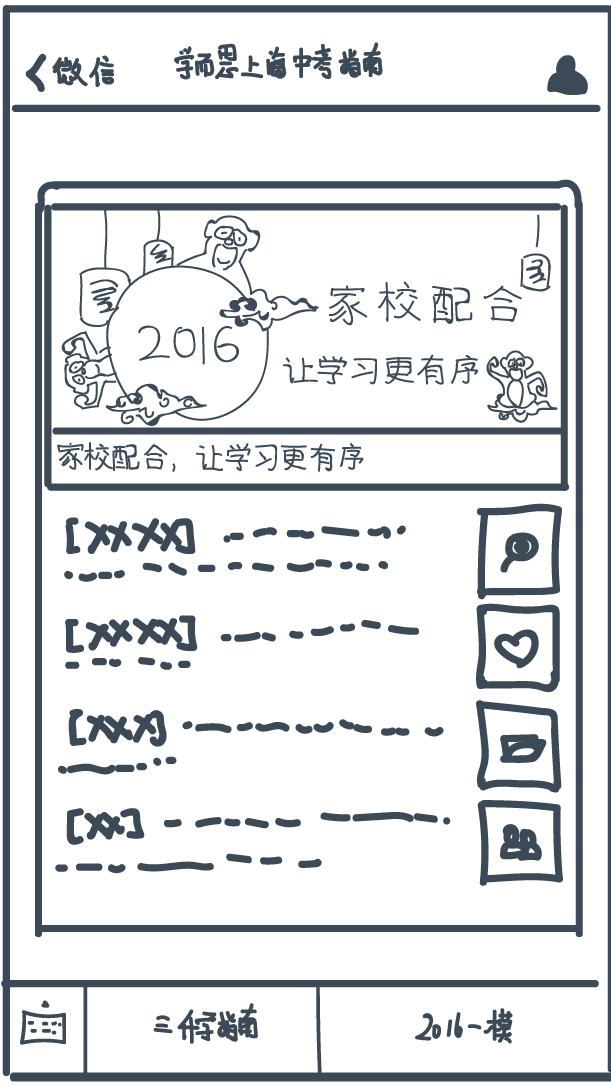 微信 学而思上海中考指南
2016
家校配合
让学习更有序
家校配合，让学习更有序
[XXXX]
[XXXX]
[XXX]
[XX]
三升学指南 2016一模